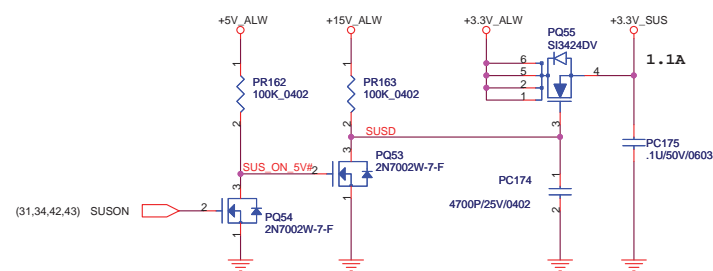 +5V_ALW
+15V_ALW
+3.3V_ALW
+3.3V_SUS
PQ55
SI3424DV
1.1A
6
5
2
1
4
3
1
PR162
100K_0402
2
1
PR163
100K_0402
2
SUSD
PC175
.1U/50V/0603
SUS_ON_5V#
2
3
PQ53
2N7002W-7-F
1
1
PC174
4700P/25V/0402
2
(31,34,42,43) SUSON
2
3
PQ54
2N7002W-7-F
1